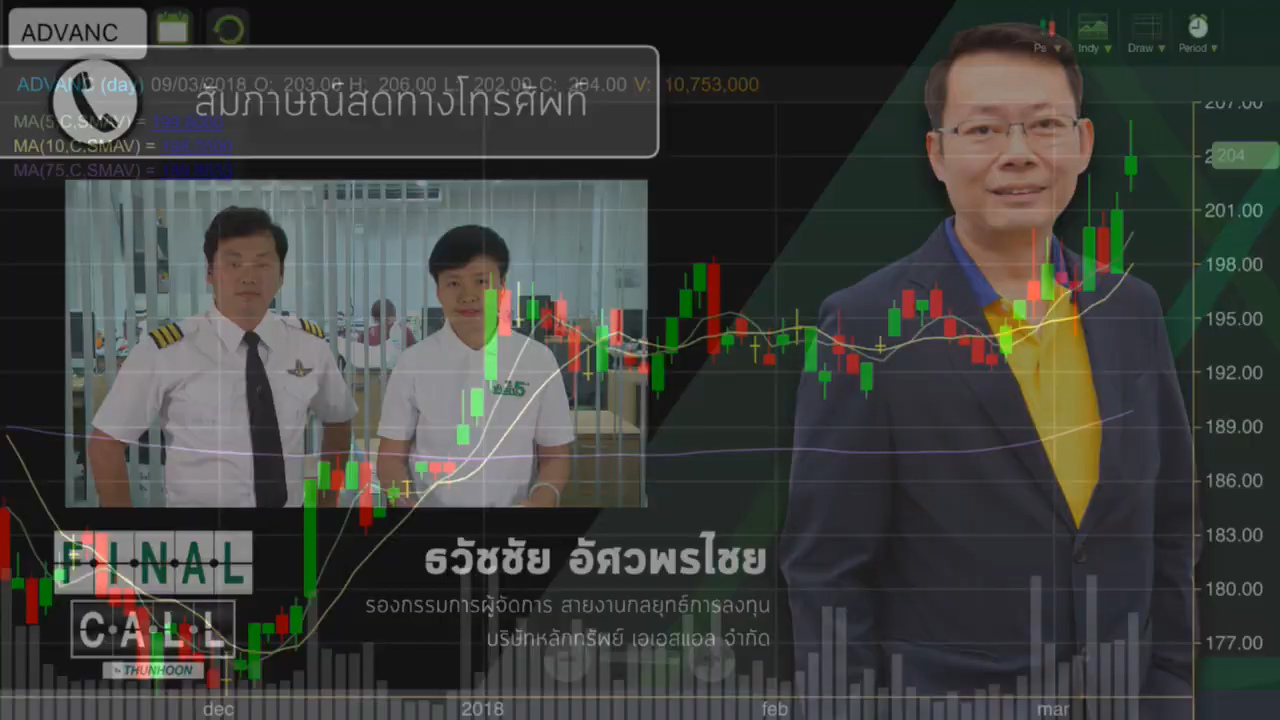 ADVANC
Ps ▼ Indy ▼ Draw ▼ Period ▼
ADVANC (day) 09/03/2018 O: 203.00 H: 206.00 L: 202.00 C: 204.00 V: 10,753,000
สัมภาษณ์สดทางโทรศัพท์
MA(5,C,SMAV) =
MA(10,C,SMAV) =
MA(75,C,SMAV) =
207.00
204
201.00
198.00
195.00
192.00
189.00
186.00
183.00
180.00
177.00
FINAL
CALL
THUNHOON
ธวัชชัย อัศวพรไชย
รองกรรมการผู้จัดการ สายงานกลยุทธ์การลงทุน
บริษัทหลักทรัพย์ เอเอสแอล จำกัด
dec 2018 feb mar